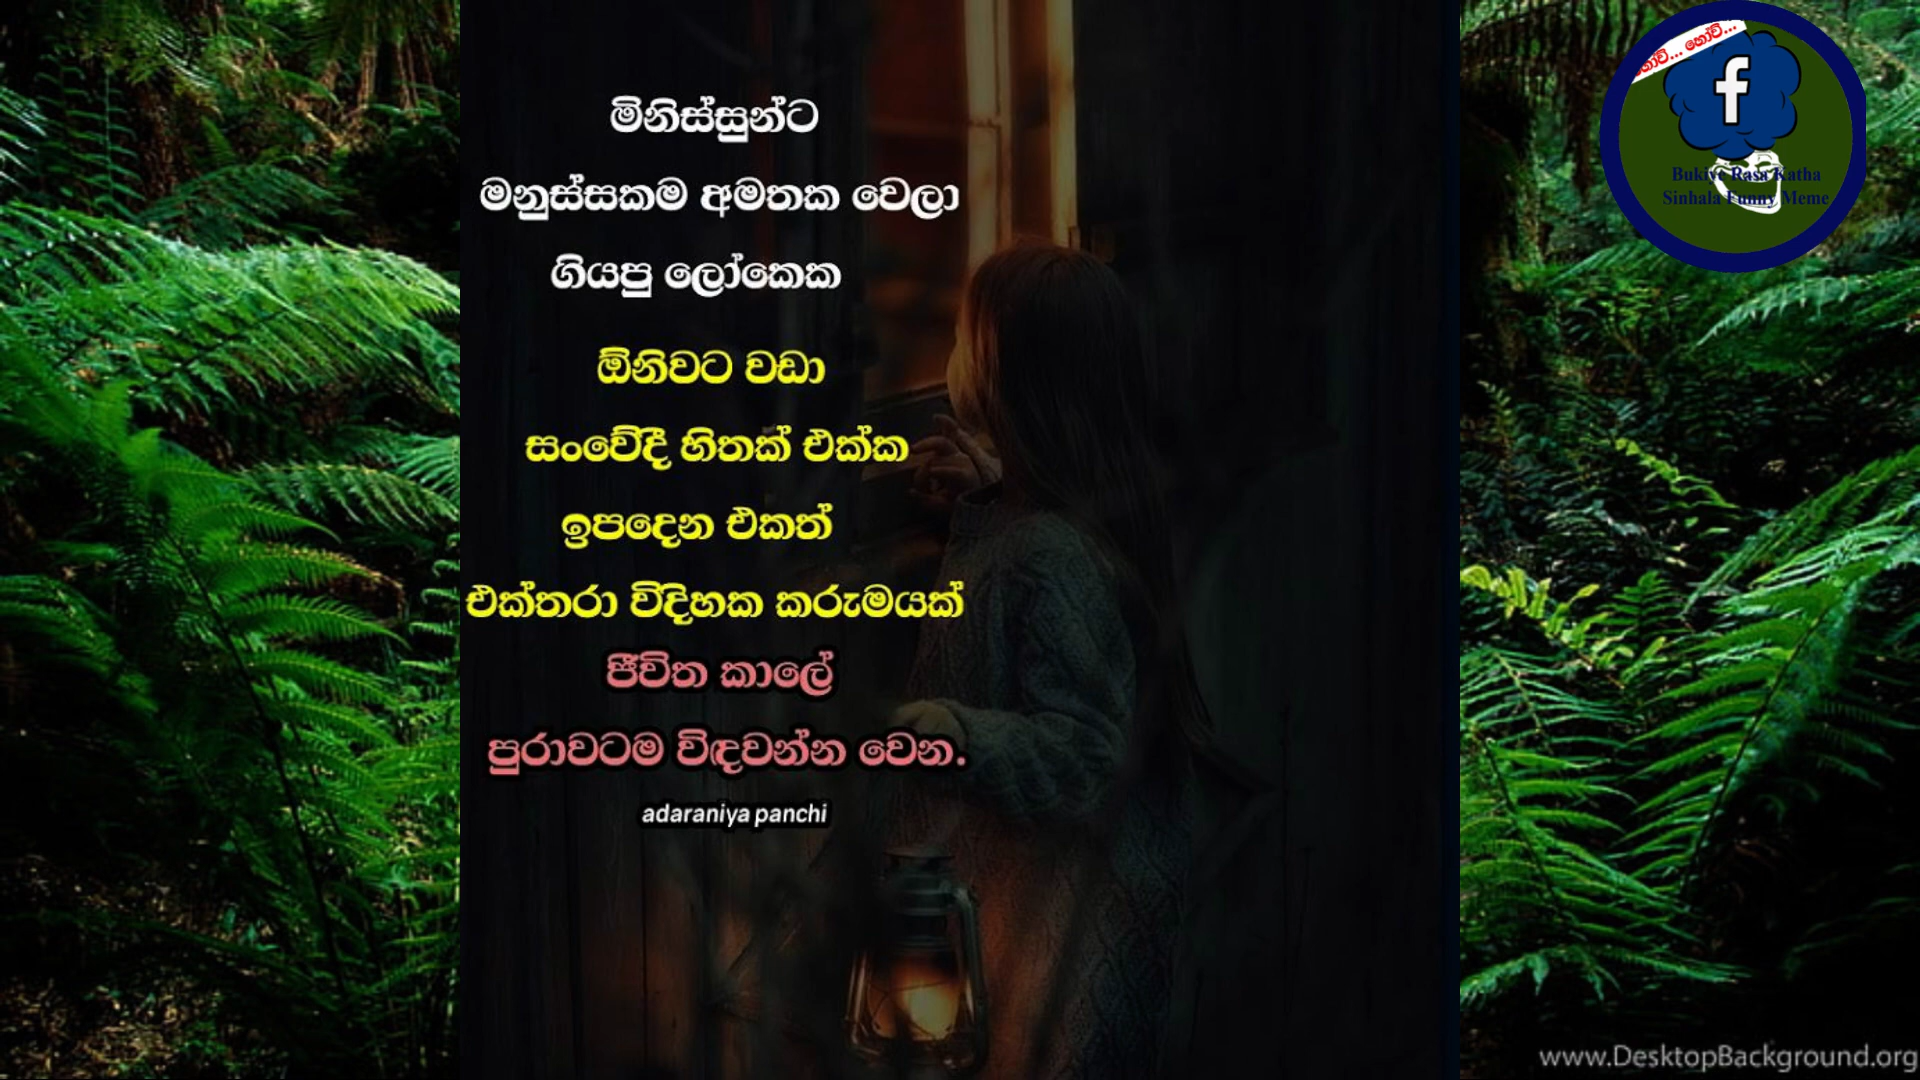 මිනිස්සුන්ට
මනුස්සකම අමතක වෙලා
ගියපු ලෝකෙක
ඕනිවට වඩා
සංවේදී හිතක් එක්ක
ඉපදෙන එකත්
එක්තරා විදිහක කරුමයක්
ජීවිත කාලේ
පුරාවටම විඳවන්න වෙන.
adaraniya panchi
හෝව්... හෝව්...
f
Bukiye Rasa Katha
Sinhala Funny Meme
www.DesktopBackground.org